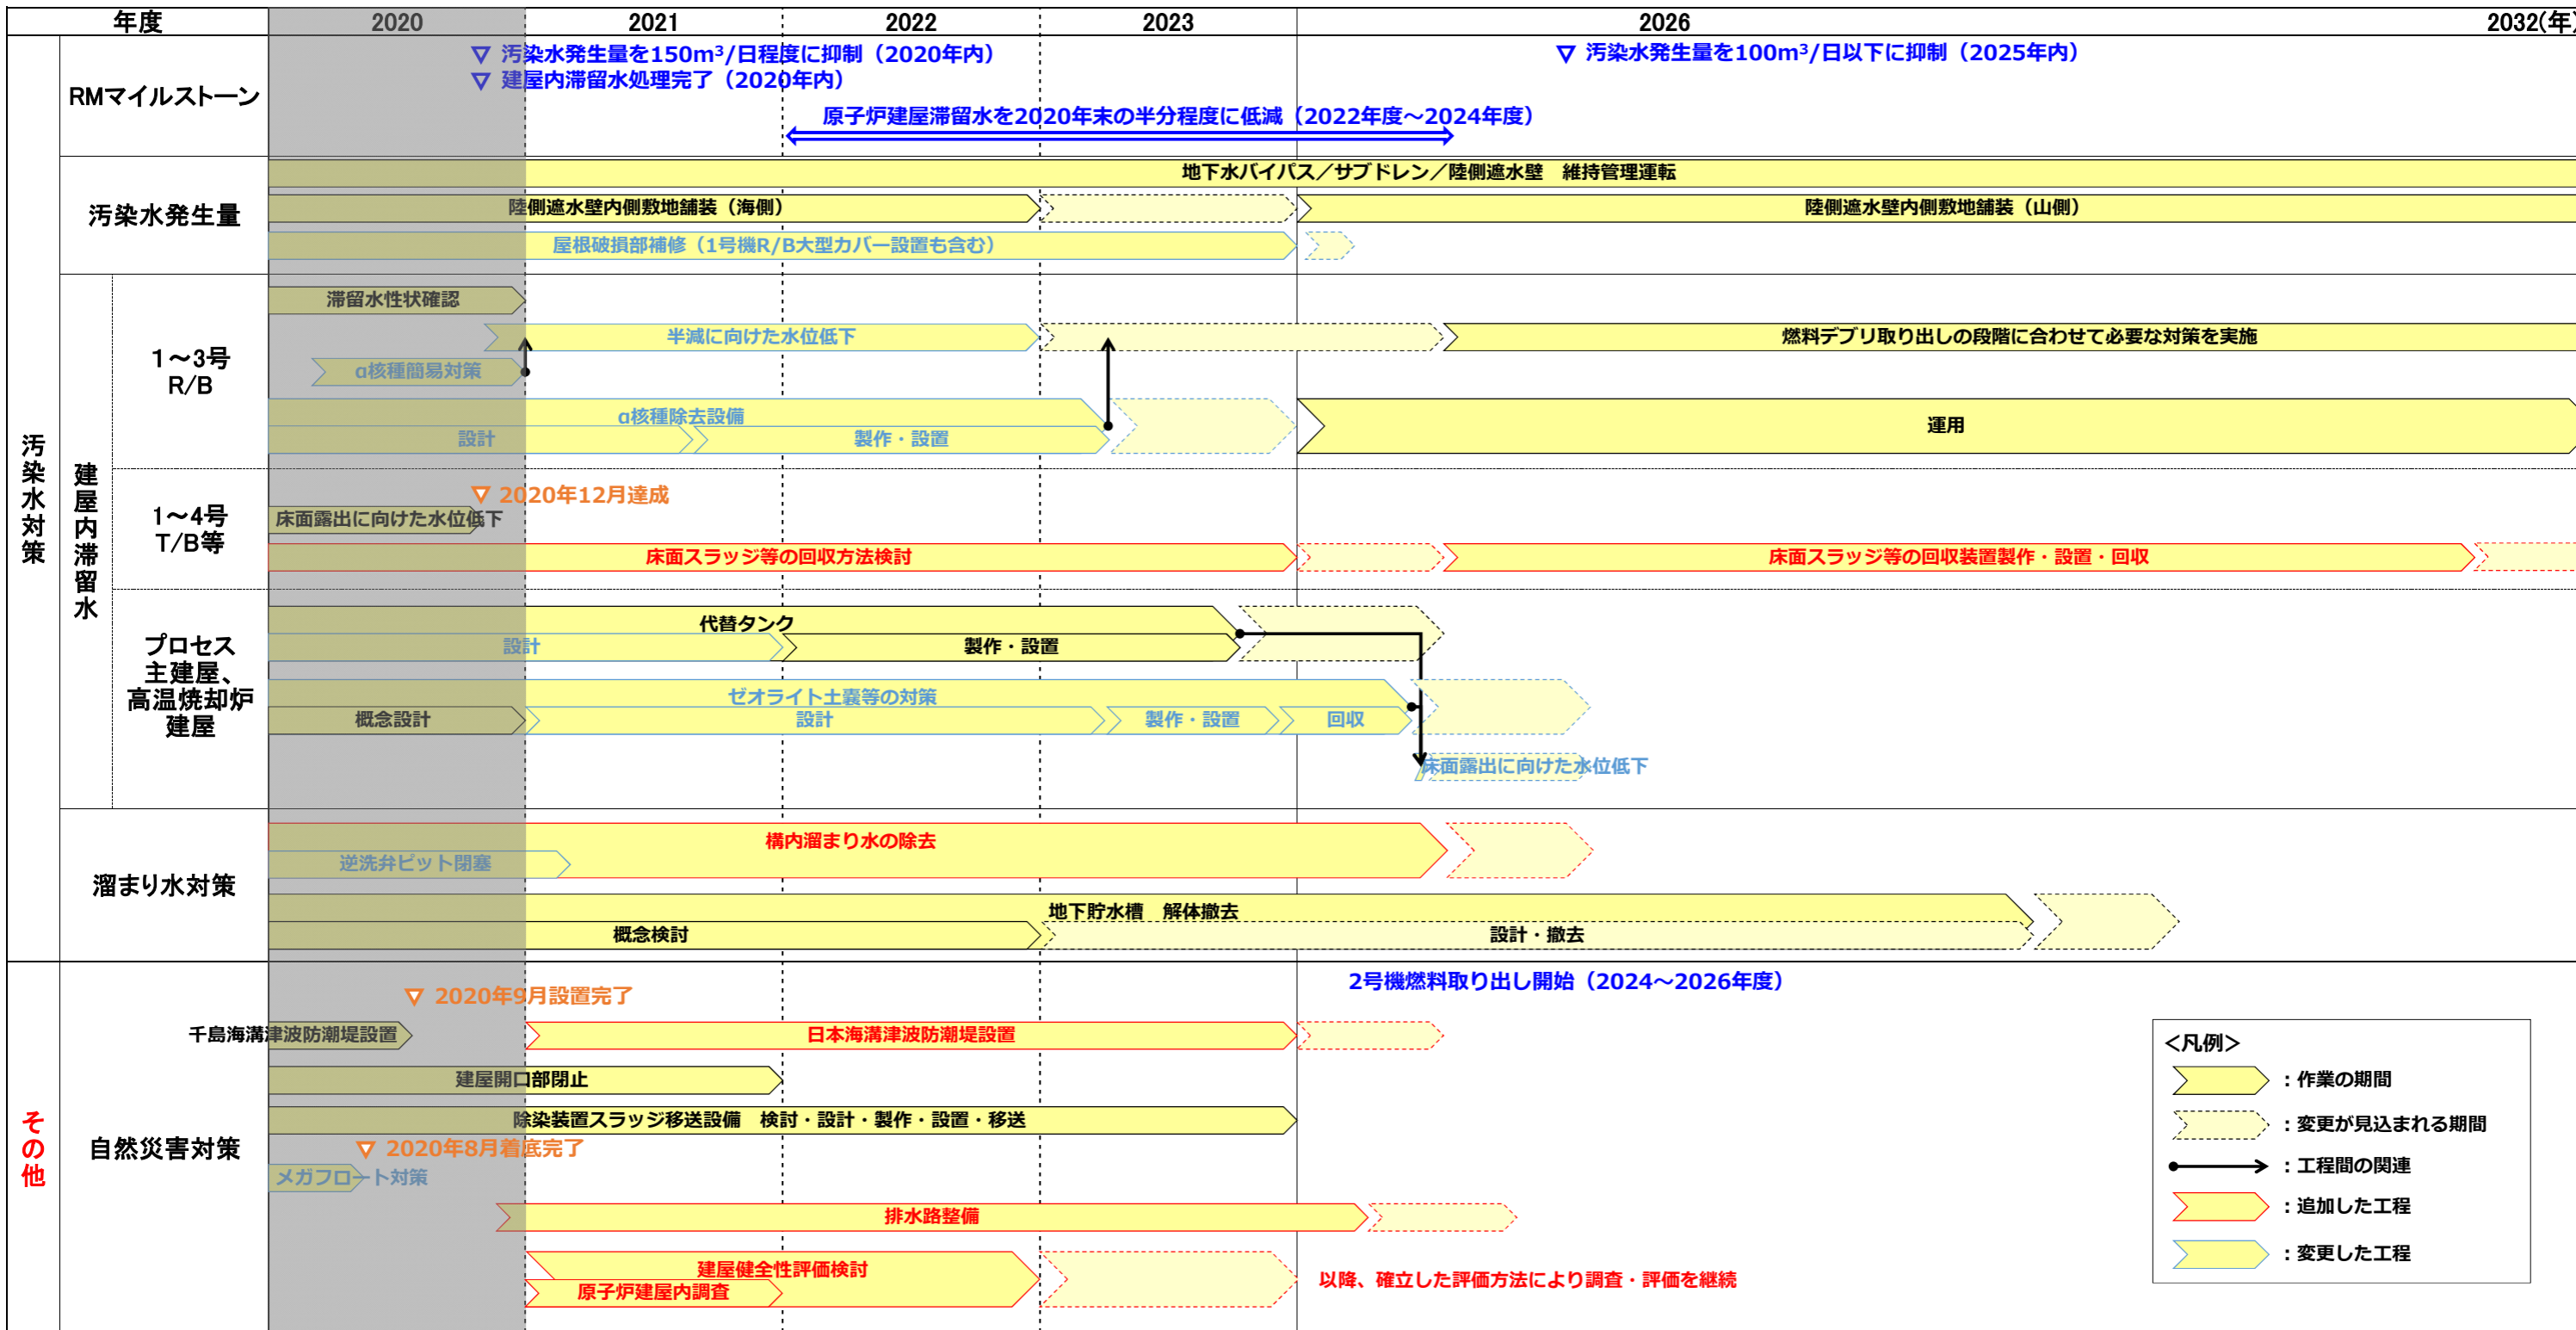 年度
2020
2021
2022
2023
2026
2032(年)
汚染水対策
RMマイルストーン
▽ 汚染水発生量を150m³/日程度に抑制（2020年内）
▽ 建屋内滞留水処理完了（2020年内）
▽ 汚染水発生量を100m³/日以下に抑制（2025年内）
原子炉建屋滞留水を2020年末の半分程度に低減（2022年度～2024年度）
汚染水発生量
地下水バイパス／サブドレン／陸側遮水壁　維持管理運転
陸側遮水壁内側敷地舗装（海側）
陸側遮水壁内側敷地舗装（山側）
屋根破損部補修（1号機R/B大型カバー設置も含む）
建屋内滞留水
1～3号
R/B
滞留水性状確認
半減に向けた水位低下
燃料デブリ取り出しの段階に合わせて必要な対策を実施
α核種簡易対策
α核種除去設備
設計
製作・設置
運用
1～4号
T/B等
▽ 2020年12月達成
床面露出に向けた水位低下
床面スラッジ等の回収方法検討
床面スラッジ等の回収装置製作・設置・回収
プロセス
主建屋、
高温焼却炉
建屋
代替タンク
設計
製作・設置
ゼオライト土嚢等の対策
概念設計
設計
製作・設置
回収
床面露出に向けた水位低下
溜まり水対策
構内溜まり水の除去
逆洗弁ピット閉塞
地下貯水槽　解体撤去
概念検討
設計・撤去
その他
自然災害対策
2号機燃料取り出し開始（2024～2026年度）
▽ 2020年9月設置完了
千島海溝津波防潮堤設置
日本海溝津波防潮堤設置
建屋開口部閉止
除染装置スラッジ移送設備　検討・設計・製作・設置・移送
▽ 2020年8月着底完了
メガフロート対策
排水路整備
建屋健全性評価検討
原子炉建屋内調査
以降、確立した評価方法により調査・評価を継続
＜凡例＞
：作業の期間
：変更が見込まれる期間
：工程間の関連
：追加した工程
：変更した工程